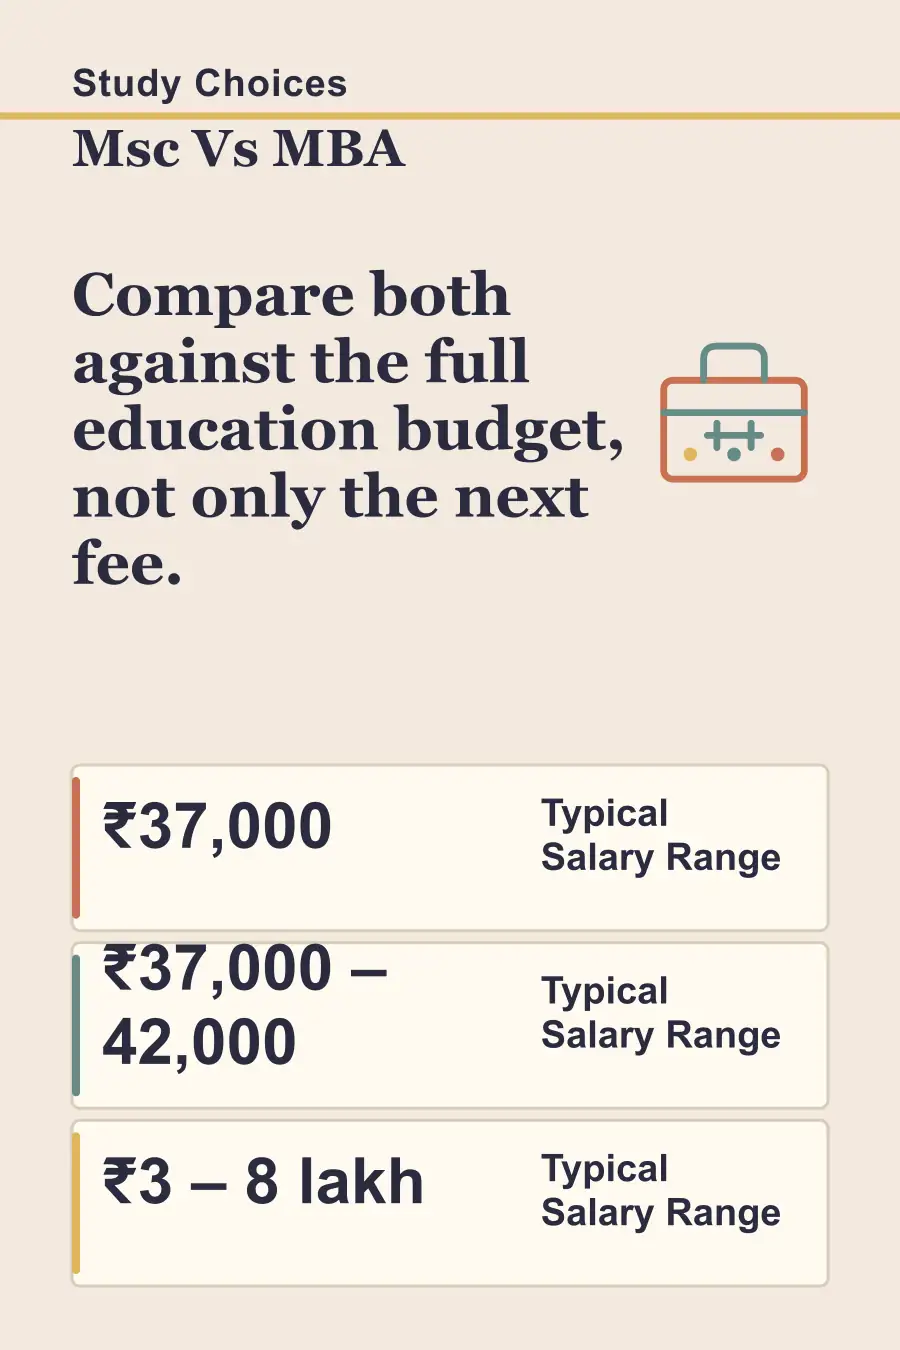 Study Choices
Msc Vs MBA
Compare both
against the full
education budget,
not only the next
fee.
₹37,000
Typical
Salary Range
₹37,000 –
42,000
Typical
Salary Range
₹3 – 8 lakh
Typical
Salary Range